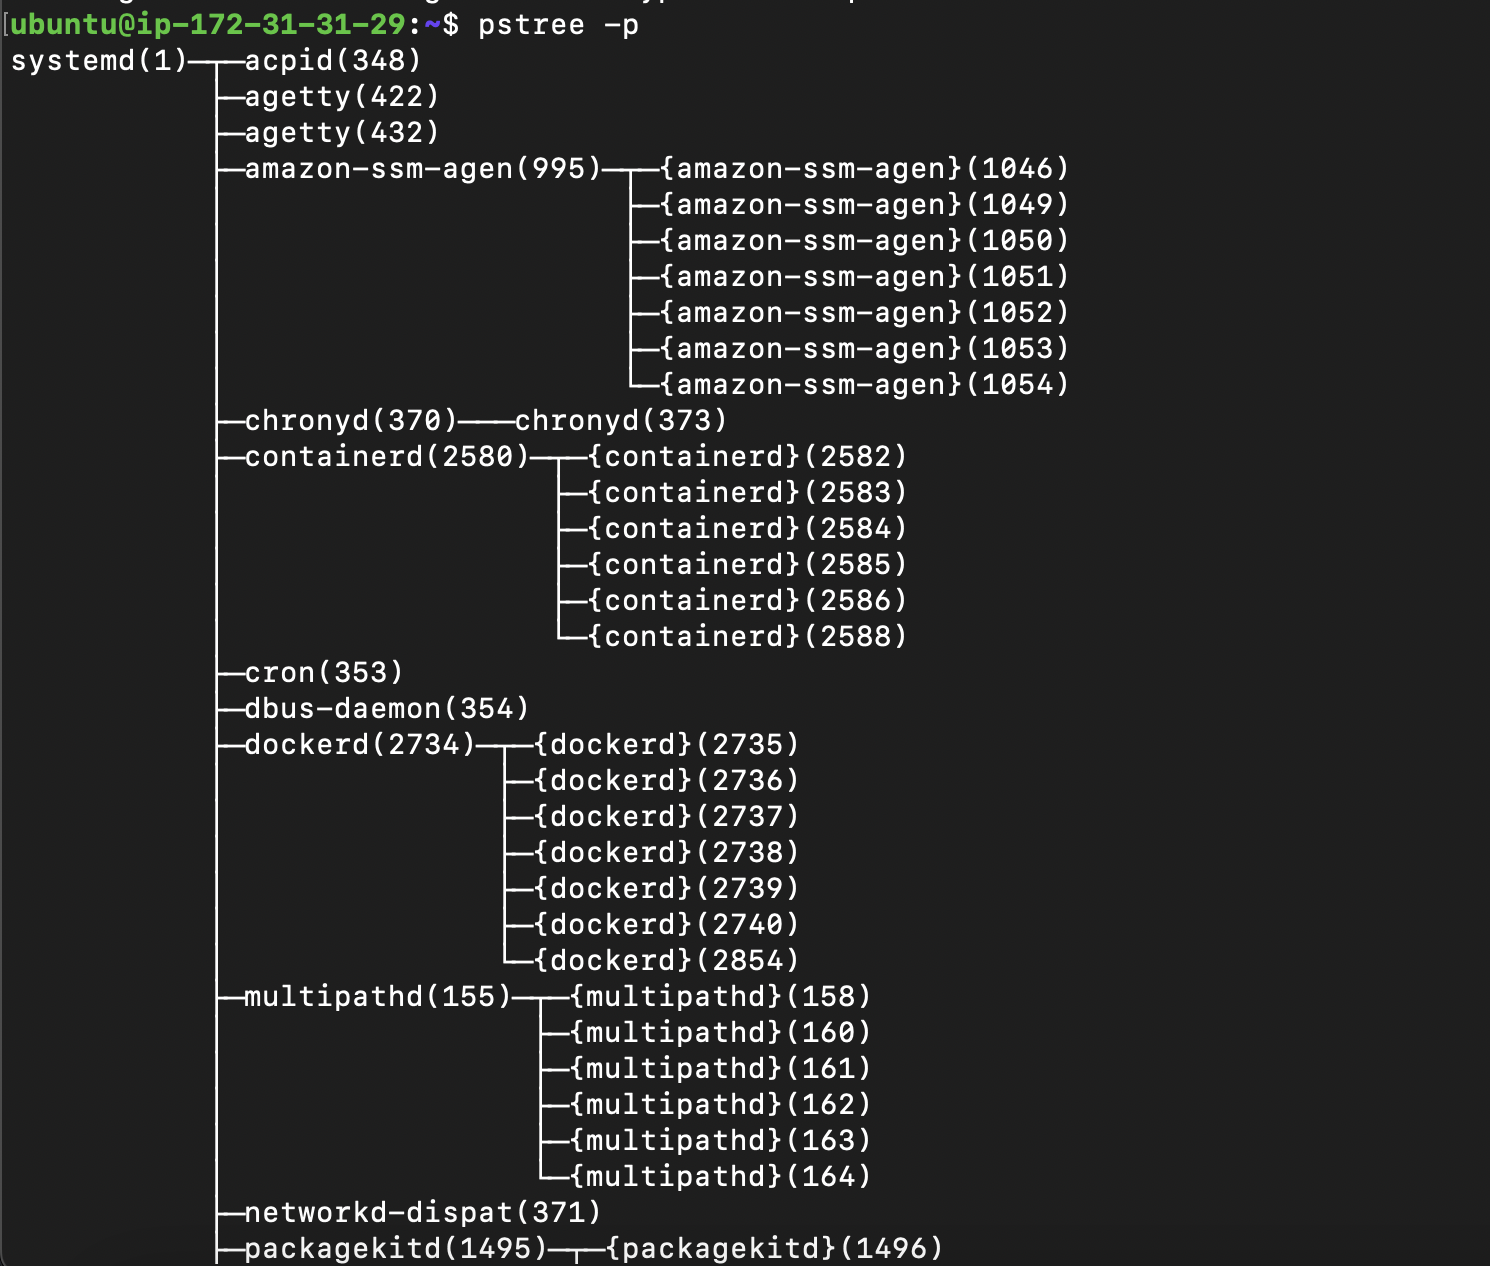 ubuntu@ip-172-31-31-29:~$ pstree -p
systemd(1)─┬─acpid(348)
           ├─agetty(422)
           ├─agetty(432)
           ├─amazon-ssm-agen(995)─┬─{amazon-ssm-agen}(1046)
           │                      ├─{amazon-ssm-agen}(1049)
           │                      ├─{amazon-ssm-agen}(1050)
           │                      ├─{amazon-ssm-agen}(1051)
           │                      ├─{amazon-ssm-agen}(1052)
           │                      ├─{amazon-ssm-agen}(1053)
           │                      └─{amazon-ssm-agen}(1054)
           ├─chronyd(370)───chronyd(373)
           ├─containerd(2580)─┬─{containerd}(2582)
           │                  ├─{containerd}(2583)
           │                  ├─{containerd}(2584)
           │                  ├─{containerd}(2585)
           │                  ├─{containerd}(2586)
           │                  └─{containerd}(2588)
           ├─cron(353)
           ├─dbus-daemon(354)
           ├─dockerd(2734)─┬─{dockerd}(2735)
           │               ├─{dockerd}(2736)
           │               ├─{dockerd}(2737)
           │               ├─{dockerd}(2738)
           │               ├─{dockerd}(2739)
           │               ├─{dockerd}(2740)
           │               └─{dockerd}(2854)
           ├─multipathd(155)─┬─{multipathd}(158)
           │                 ├─{multipathd}(160)
           │                 ├─{multipathd}(161)
           │                 ├─{multipathd}(162)
           │                 ├─{multipathd}(163)
           │                 └─{multipathd}(164)
           ├─networkd-dispat(371)
           ├─packagekitd(1495)─┬─{packagekitd}(1496)